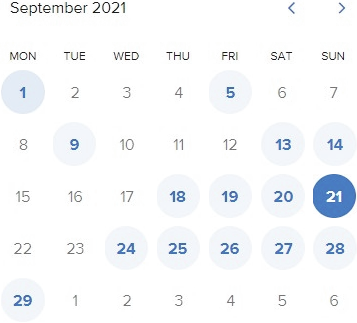 September 2021
MON TUE WED THU FRI SAT SUN
1 2 3 4 5 6 7
8 9 10 11 12 13 14
15 16 17 18 19 20 21
22 23 24 25 26 27 28
29 1 2 3 4 5 6